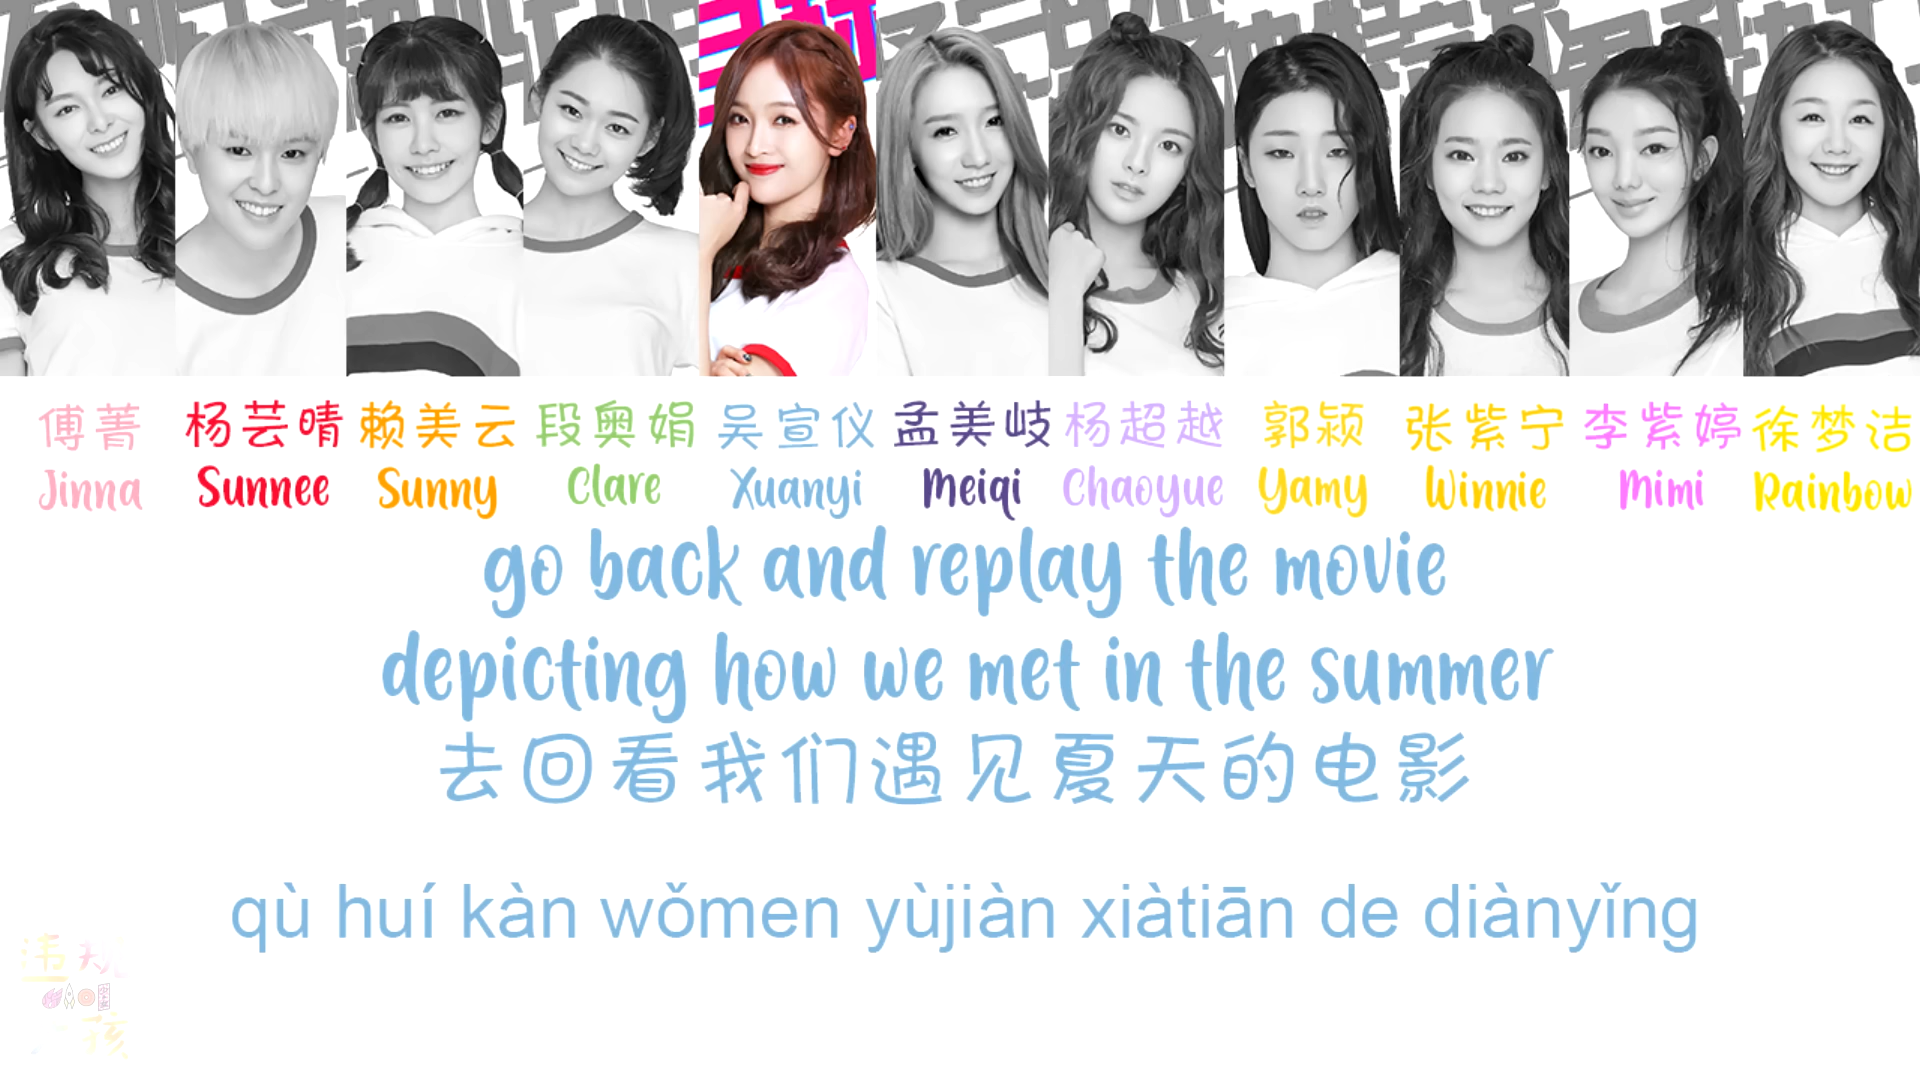 傅菁 杨芸晴 赖美云 段奥娟 吴宣仪 孟美岐 杨超越 郭颍 张紫宁 李紫婷 徐梦洁
Jinna Sunnee Sunny Clare Xuanyi Meiqi Chaoyue Yamy Winnie Mimi Rainbow
go back and replay the movie
depicting how we met in the summer
去回看我们遇见夏天的电影
qù huí kàn wǒmen yùjiàn xiàtiān de diànyǐng